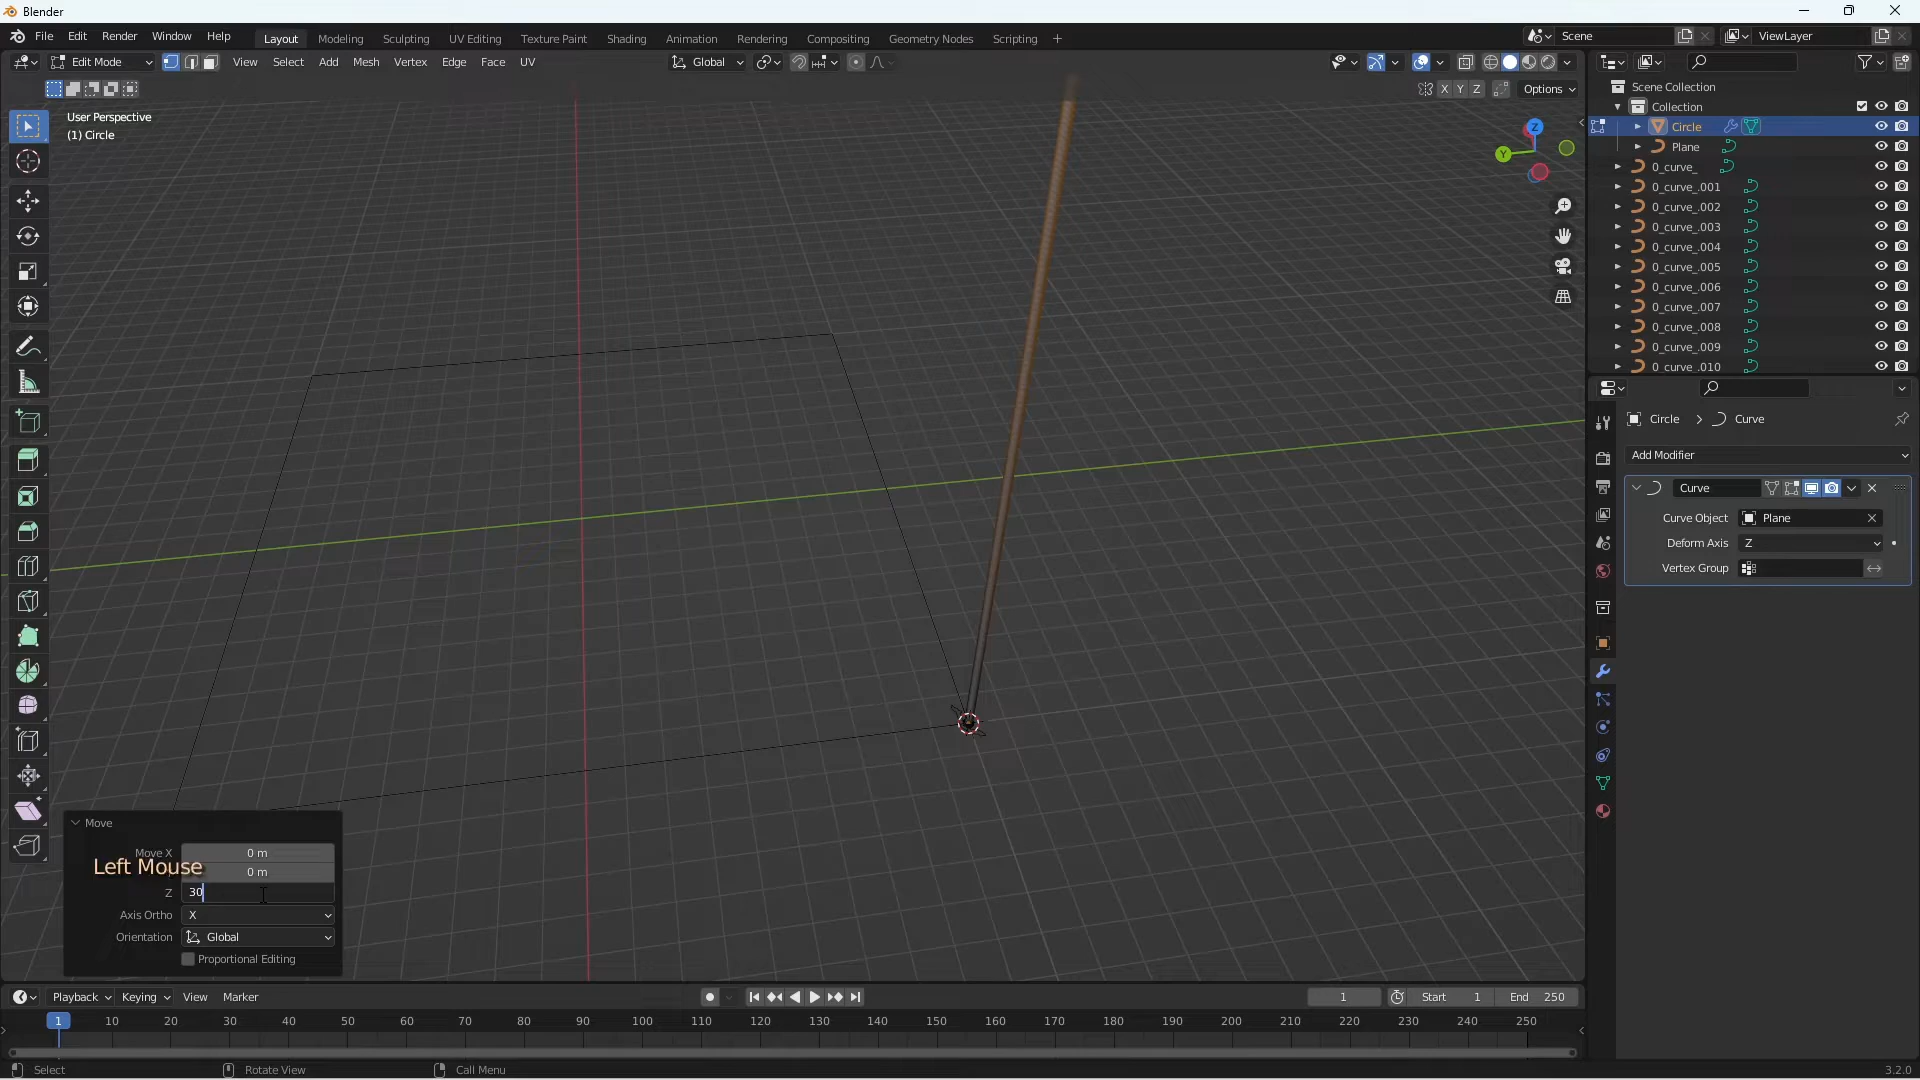 Blender
File Edit Render Window Help
Layout Modeling Sculpting UV Editing Texture Paint Shading Animation Rendering Compositing Geometry Nodes Scripting +
Scene
ViewLayer
Edit Mode
View Select Add Mesh Vertex Edge Face UV
Global
X Y Z
Options
User Perspective
(1) Circle
Z
Y
Scene Collection
Collection
Circle
Plane
0_curve_
0_curve_.001
0_curve_.002
0_curve_.003
0_curve_.004
0_curve_.005
0_curve_.006
0_curve_.007
0_curve_.008
0_curve_.009
0_curve_.010
Circle > Curve
Add Modifier
Curve
Curve Object Plane
Deform Axis Z
Vertex Group
Move
Move X 0 m
Left Mouse
0 m
Z 30
Axis Ortho X
Orientation Global
Proportional Editing
Playback Keying View Marker
1
Start 1
End 250
1 10 20 30 40 50 60 70 80 90 100 110 120 130 140 150 160 170 180 190 200 210 220 230 240 250
Select
Rotate View
Call Menu
3.2.0